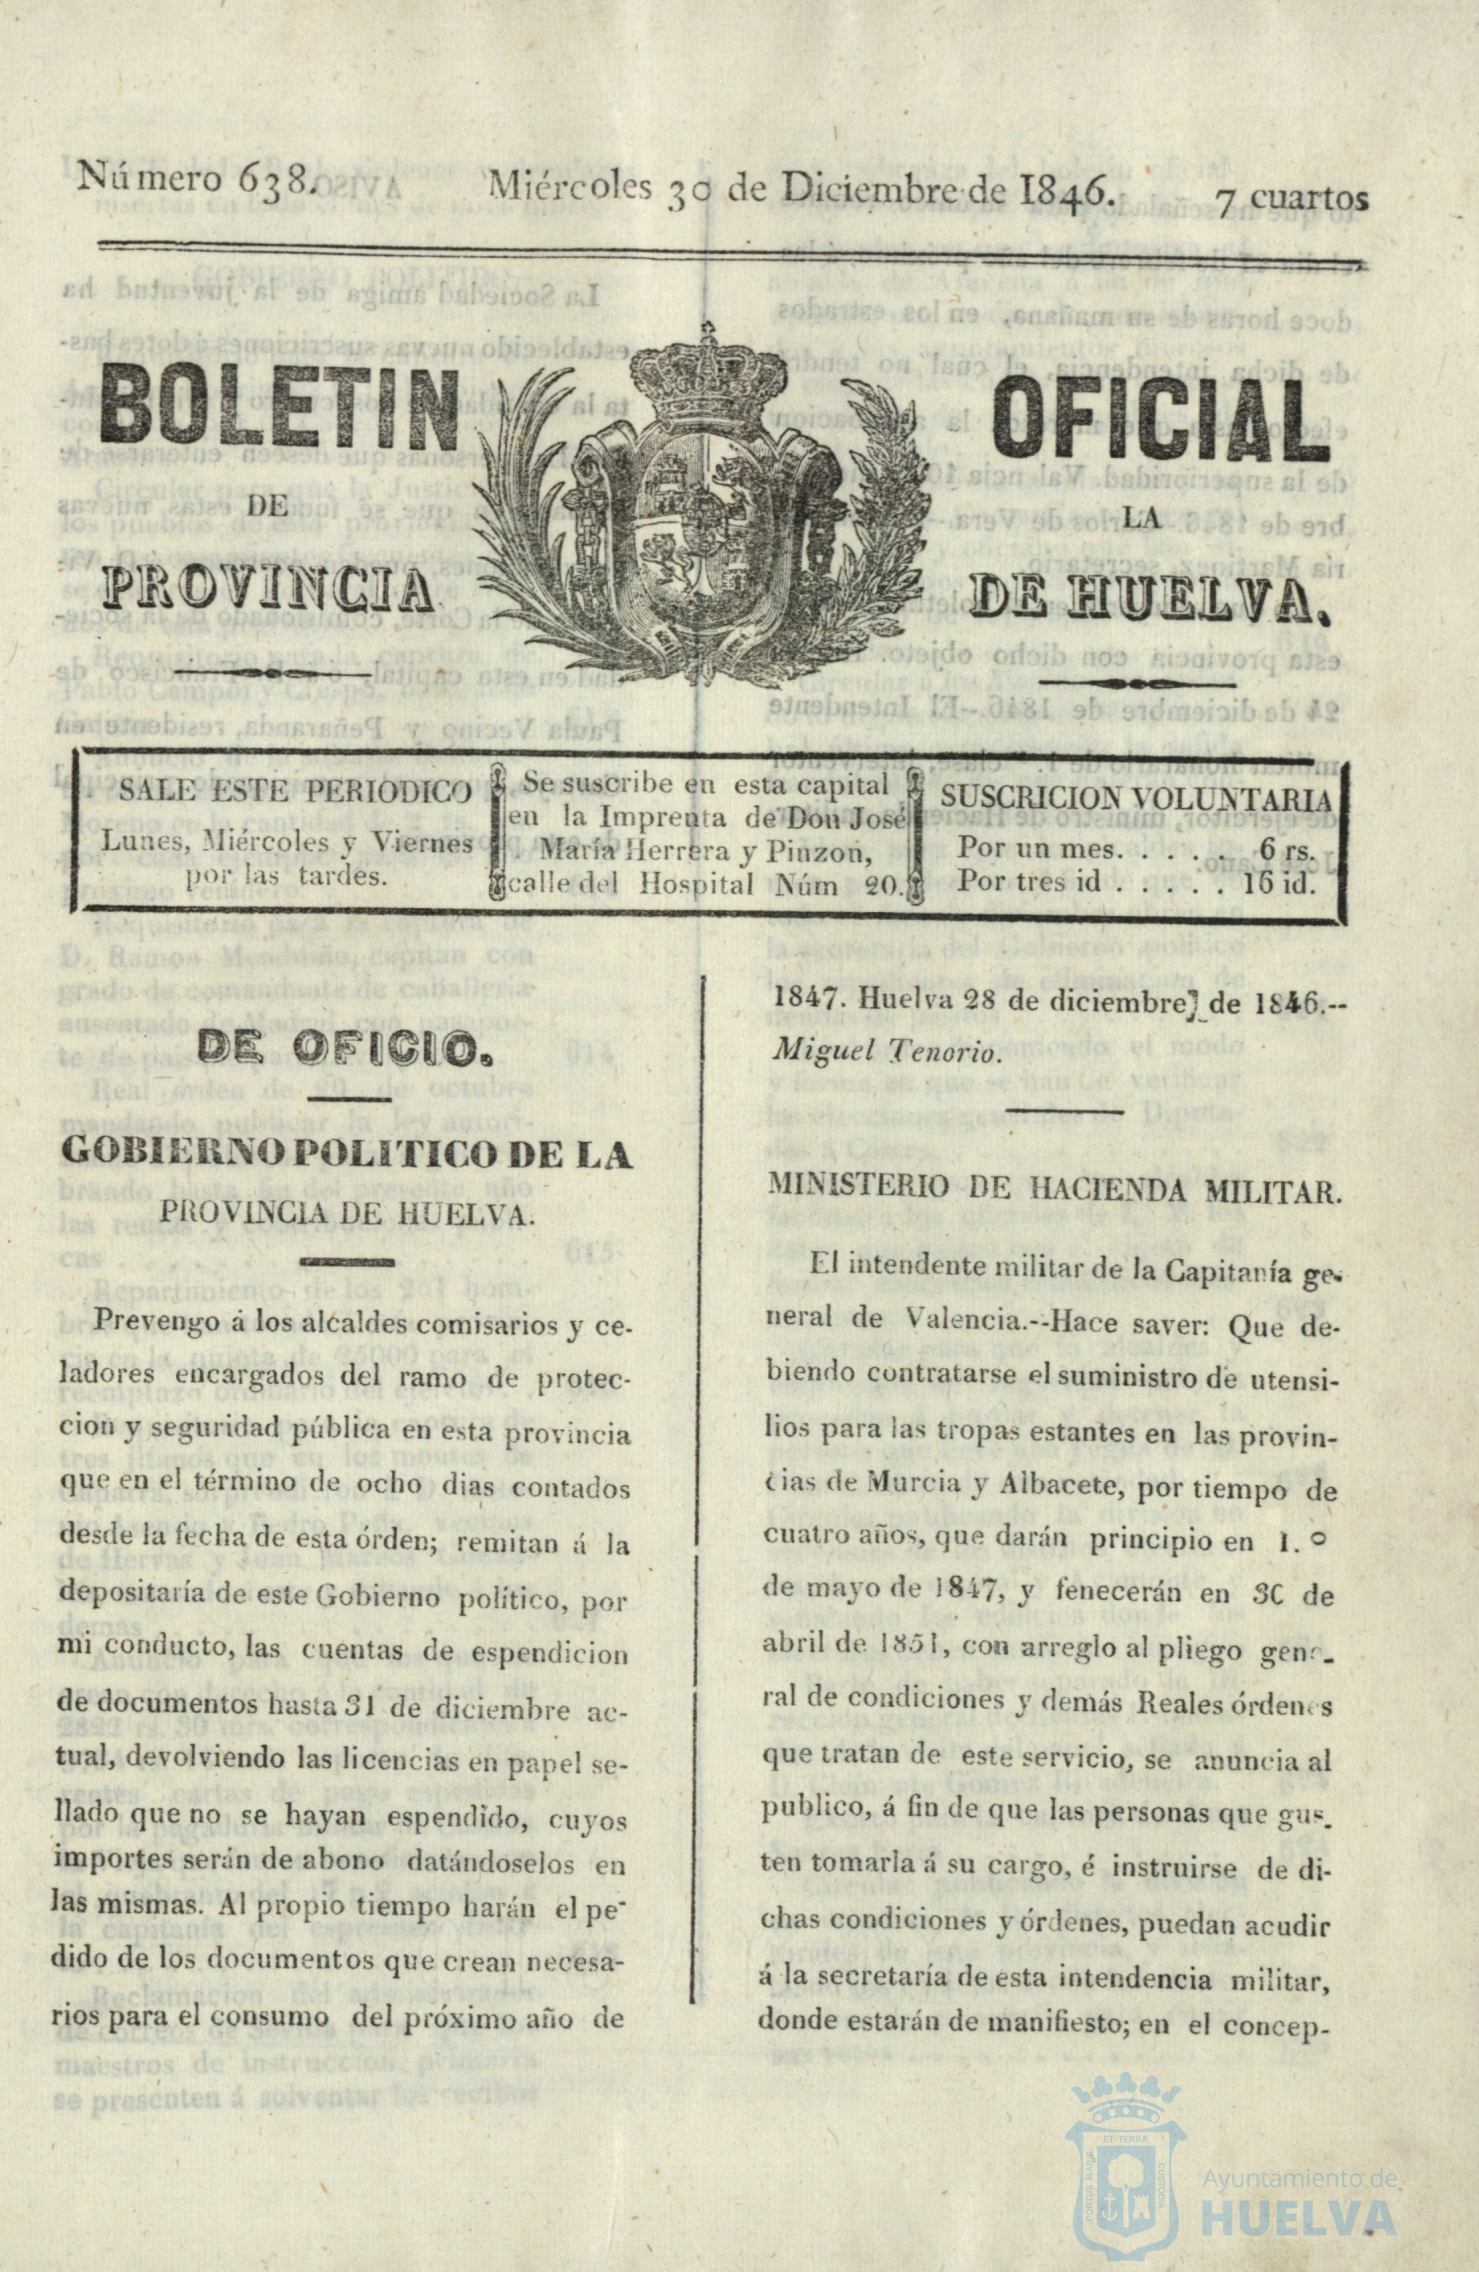 Número 638. Miércoles 30 de Diciembre de 1846. 7 cuartos
BOLETIN OFICIAL
DE LA
PROVINCIA DE HUELVA.
SALE ESTE PERIODICO
Lunes, Miércoles y Viernes
por las tardes.
Se suscribe en esta capital
en la Imprenta de Don José
María Herrera y Pinzon,
calle del Hospital Núm 20.
SUSCRICION VOLUNTARIA
Por un mes. . . . . 6 rs.
Por tres id . . . . . 16 id.
DE OFICIO.
GOBIERNO POLITICO DE LA
PROVINCIA DE HUELVA.
Prevengo á los alcaldes comisarios y ce-
ladores encargados del ramo de protec-
cion y seguridad pública en esta provincia
que en el término de ocho dias contados
desde la fecha de esta órden; remitan á la
depositaría de este Gobierno político, por
mi conducto, las cuentas de espendicion
de documentos hasta 31 de diciembre ac-
tual, devolviendo las licencias en papel se-
llado que no se hayan espendido, cuyos
importes serán de abono datándoselos en
las mismas. Al propio tiempo harán el pe-
dido de los documentos que crean necesa-
rios para el consumo del próximo año de
1847. Huelva 28 de diciembre de 1846.--
Miguel Tenorio.
MINISTERIO DE HACIENDA MILITAR.
El intendente militar de la Capitanía ge-
neral de Valencia.--Hace saver: Que de-
biendo contratarse el suministro de utensi-
lios para las tropas estantes en las provin-
cias de Murcia y Albacete, por tiempo de
cuatro años, que darán principio en 1.º
de mayo de 1847, y fenecerán en 30 de
abril de 1851, con arreglo al pliego gene-
ral de condiciones y demás Reales órdenes
que tratan de este servicio, se anuncia al
publico, á fin de que las personas que gus-
ten tomarla á su cargo, é instruirse de di-
chas condiciones y órdenes, puedan acudir
á la secretaría de esta intendencia militar,
donde estarán de manifiesto; en el concep-
ET TERRÆ
PORTUS MARIS
CUSTODIA
Ayuntamiento de
HUELVA